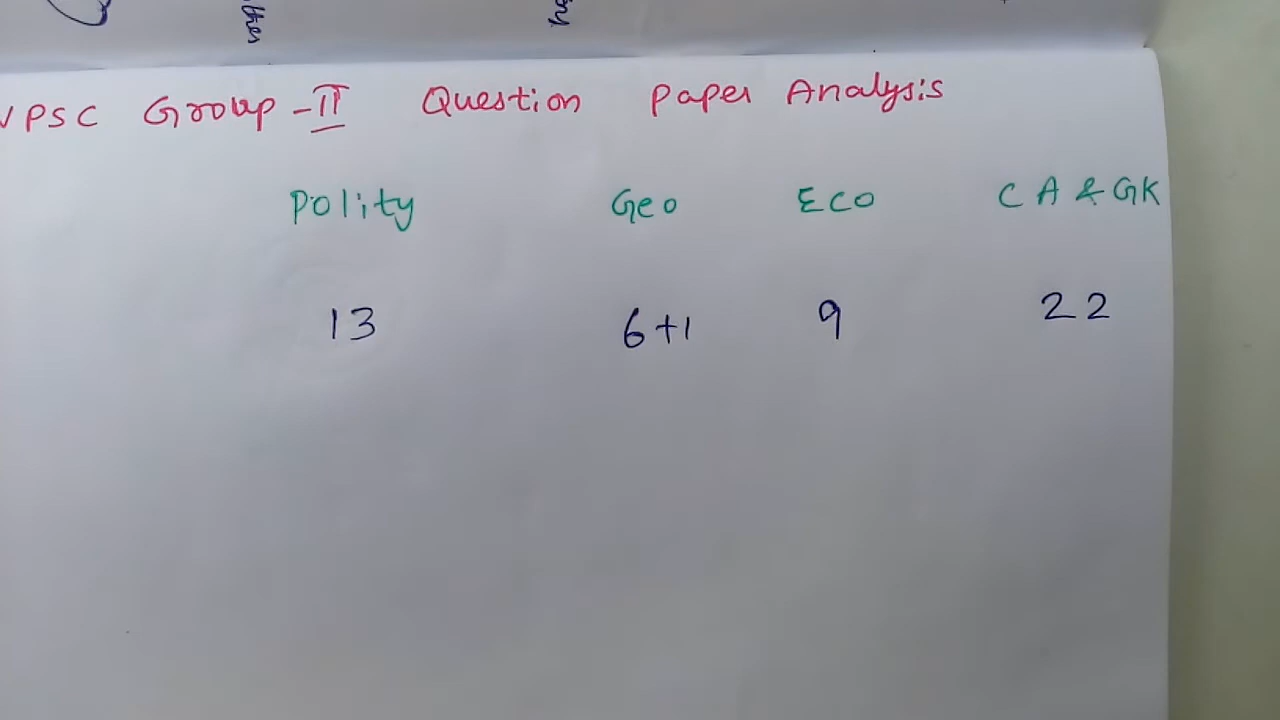 PSC Group - II Question Paper Analysis
Polity Geo ECO CA & GK
13 6+1 9 22